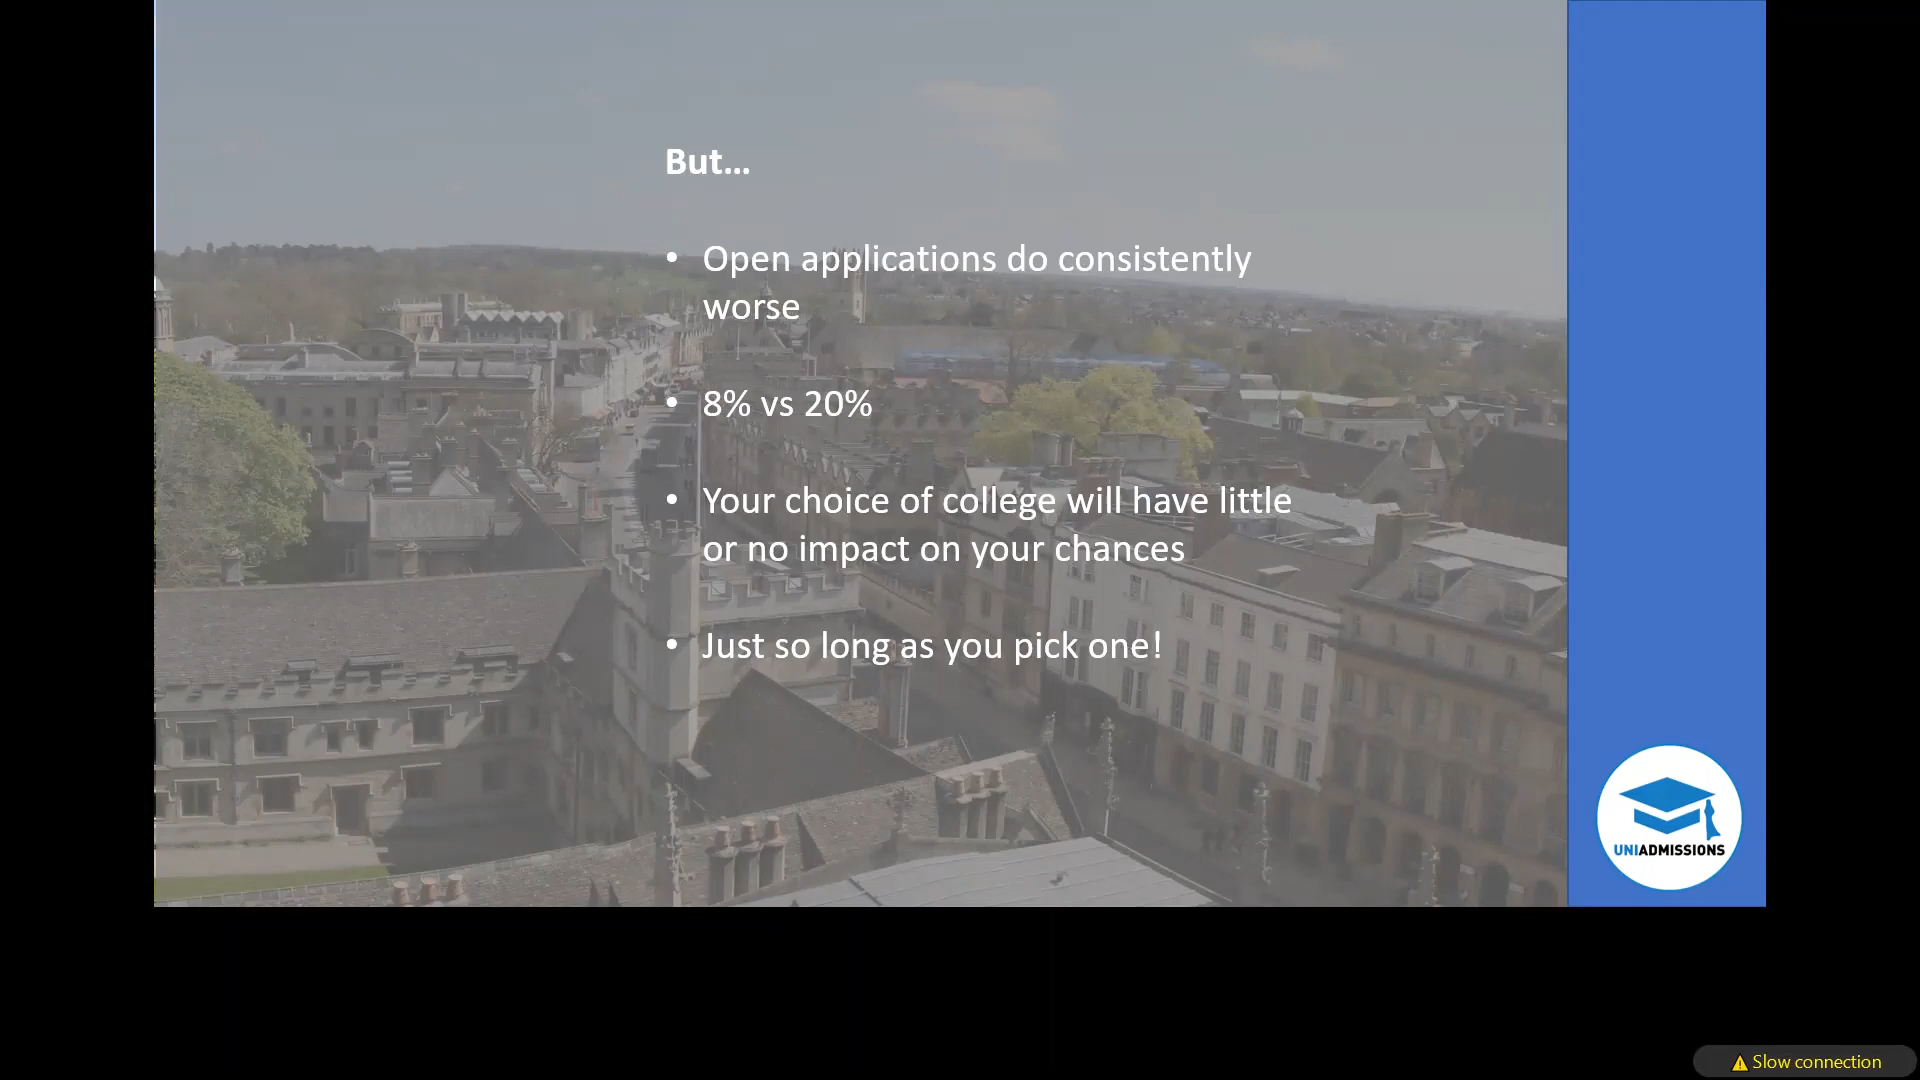 But...
• Open applications do consistently
worse
• 8% vs 20%
• Your choice of college will have little
or no impact on your chances
• Just so long as you pick one!
UNIADMISSIONS
Slow connection